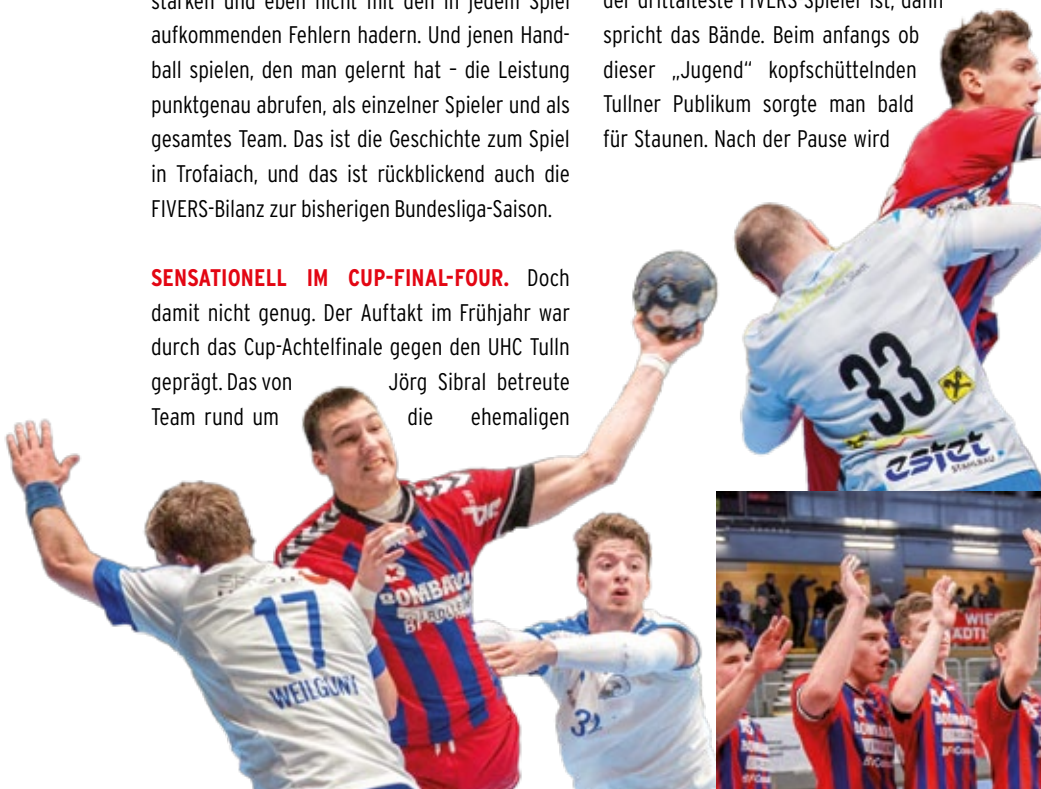 stärken und eben nicht mit den in jedem Spiel
aufkommenden Fehlern hadern. Und jenen Hand-
ball spielen, den man gelernt hat – die Leistung
punktgenau abrufen, als einzelner Spieler und als
gesamtes Team. Das ist die Geschichte zum Spiel
in Trofaiach, und das ist rückblickend auch die
FIVERS-Bilanz zur bisherigen Bundesliga-Saison.
SENSATIONELL IM CUP-FINAL-FOUR. Doch
damit nicht genug. Der Auftakt im Frühjahr war
durch das Cup-Achtelfinale gegen den UHC Tulln
geprägt. Das von Jörg Sibral betreute
Team rund um die ehemaligen
der drittälteste FIVERS Spieler ist, dann
spricht das Bände. Beim anfangs ob
dieser „Jugend“ kopfschüttelnden
Tullner Publikum sorgte man bald
für Staunen. Nach der Pause wird
33
estet
STAHLBAU
17
WEILGUNY